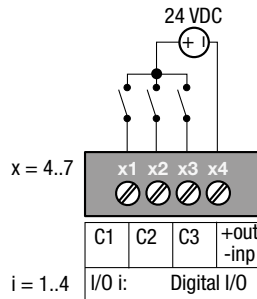 24 VDC
+ I
x = 4..7
x1 x2 x3 x4
C1 C2 C3 +out
-inp
i = 1..4 I/O i: Digital I/O